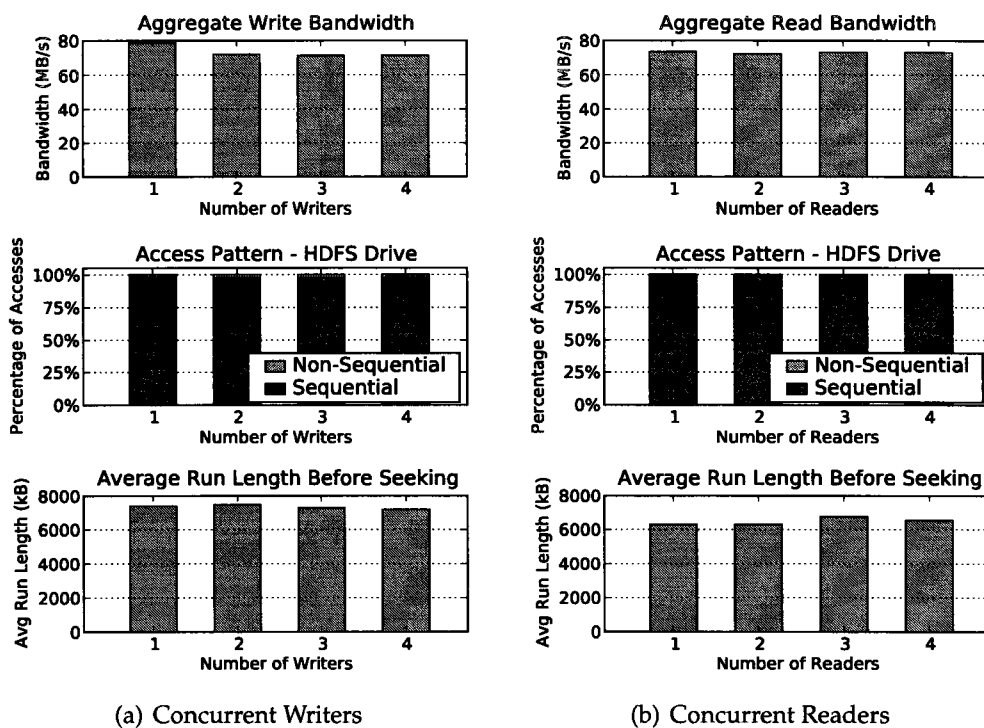 Aggregate Write Bandwidth
80
60
40
20
0
Bandwidth (MB/s)
1 2 3 4
Number of Writers
Access Pattern - HDFS Drive
100%
75%
50%
25%
0%
Percentage of Accesses
Non-Sequential
Sequential
1 2 3 4
Number of Writers
Average Run Length Before Seeking
8000
6000
4000
2000
0
Avg Run Length (kB)
1 2 3 4
Number of Writers
(a) Concurrent Writers
Aggregate Read Bandwidth
80
60
40
20
0
Bandwidth (MB/s)
1 2 3 4
Number of Readers
Access Pattern - HDFS Drive
100%
75%
50%
25%
0%
Percentage of Accesses
Non-Sequential
Sequential
1 2 3 4
Number of Readers
Average Run Length Before Seeking
8000
6000
4000
2000
0
Avg Run Length (kB)
1 2 3 4
Number of Readers
(b) Concurrent Readers